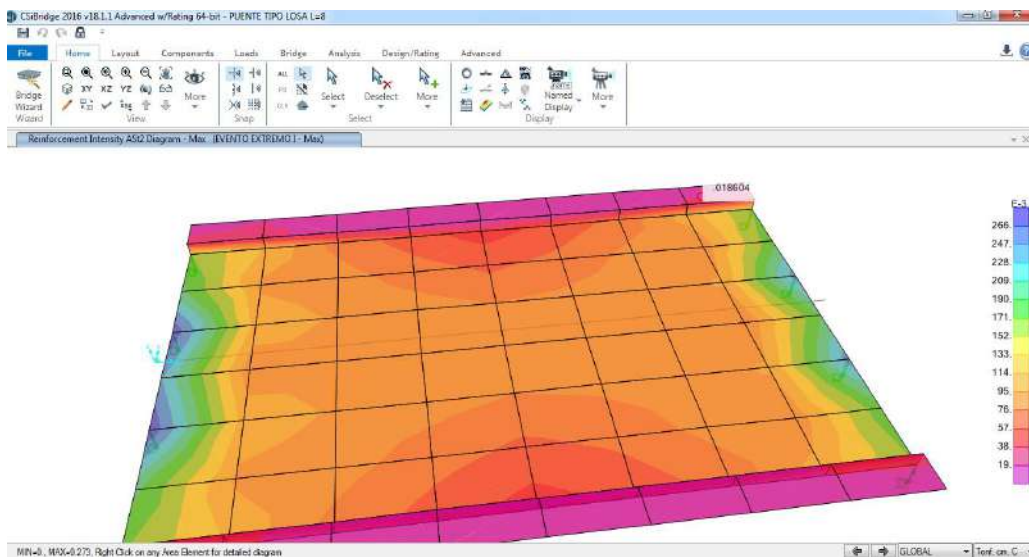 CSiBridge 2016 v18.1.1 Advanced w/Rating 64-bit - PUENTE TIPO LOSA L=8
File Home Layout Components Loads Bridge Analysis Design/Rating Advanced
XY XZ YZ
ALL
Bridge Wizard
More
Select
Deselect
More
Named Display
More
Wizard
View
Snap
Select
Display
Reinforcement Intensity ASt2 Diagram - Max (EVENTO EXTREMO I - Max)
.018604
E-3
266.
247.
228.
209.
190.
171.
152.
133.
114.
95.
76.
57.
38.
19.
MIN=0., MAX=0.273, Right Click on any Area Element for detailed diagram
GLOBAL
Tonf, cm, C